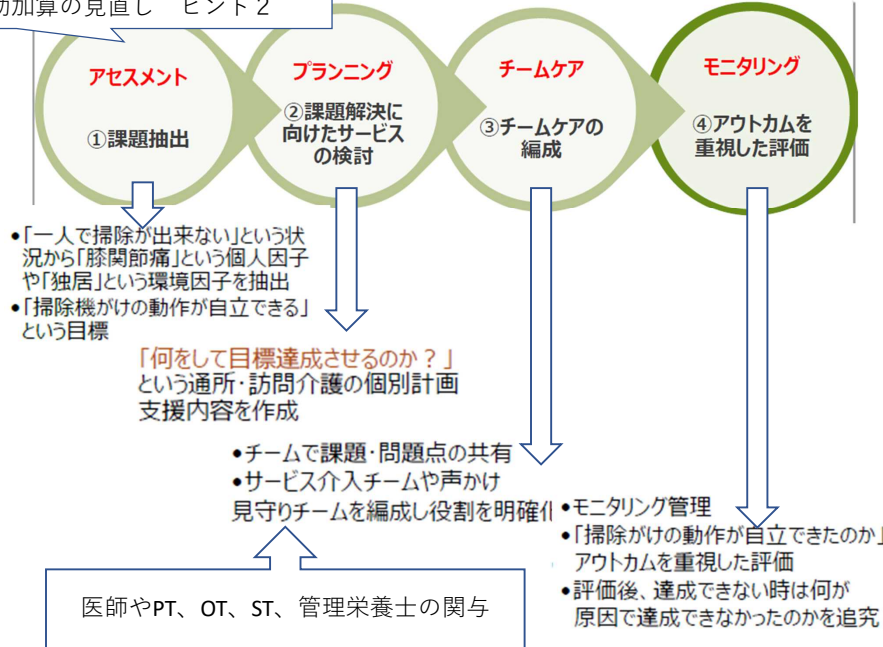 加算の見直し　ヒント２
アセスメント
①課題抽出
プランニング
②課題解決に
向けたサービス
の検討
チームケア
③チームケアの
編成
モニタリング
④アウトカムを
重視した評価
•「一人で掃除が出来ない」という状
況から「膝関節痛」という個人因子
や「独居」という環境因子を抽出
•「掃除機がけの動作が自立できる」
という目標
「何をして目標達成させるのか？」
という通所・訪問介護の個別計画
支援内容を作成
•チームで課題・問題点の共有
•サービス介入チームや声かけ
見守りチームを編成し役割を明確
医師やPT、OT、ST、管理栄養士の関与
•モニタリング管理
•「掃除がけの動作が自立できたのか」
アウトカムを重視した評価
•評価後、達成できない時は何が
原因で達成できなかったのかを追究